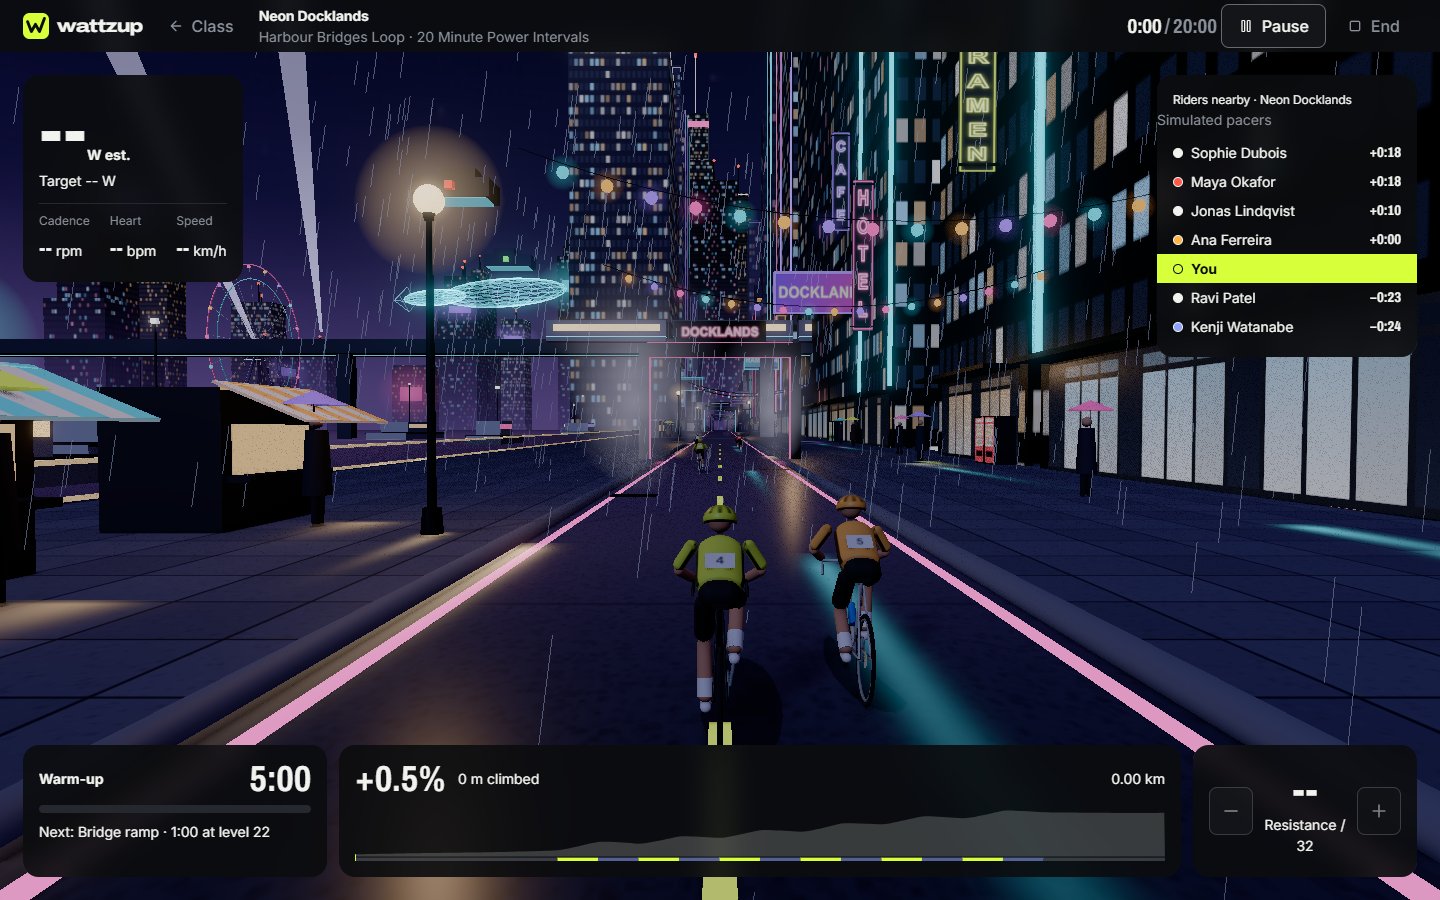 W wattzup
← Class
Neon Docklands
Harbour Bridges Loop · 20 Minute Power Intervals
0:00 / 20:00
Pause
End
--
W est.
Target -- W
Cadence Heart Speed
-- rpm -- bpm -- km/h
Riders nearby · Neon Docklands
Simulated pacers
Sophie Dubois +0:18
Maya Okafor +0:18
Jonas Lindqvist +0:10
Ana Ferreira +0:00
You
Ravi Patel −0:23
Kenji Watanabe −0:24
RAMEN
CAFE
HOTEL
DOCKLAN
DOCKLANDS
4
5
Warm-up 5:00
Next: Bridge ramp · 1:00 at level 22
+0.5% 0 m climbed 0.00 km
−
--
+
Resistance /
32